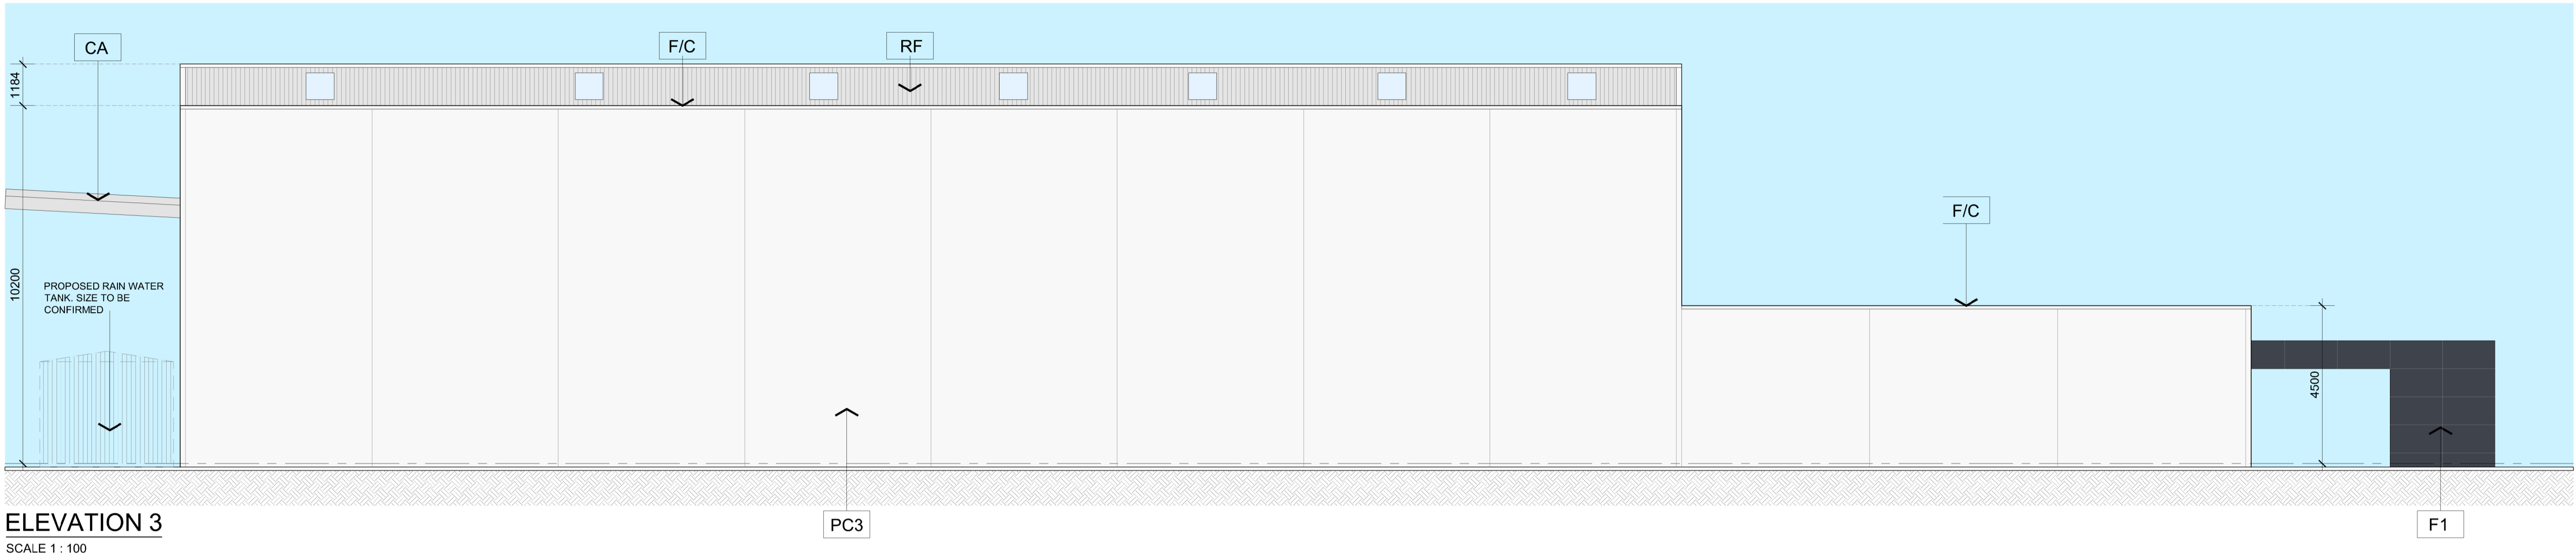 CA
F/C
RF
1184
F/C
10200
PROPOSED RAIN WATER
TANK. SIZE TO BE
CONFIRMED
4500
PC3
F1
ELEVATION 3
SCALE 1 : 100